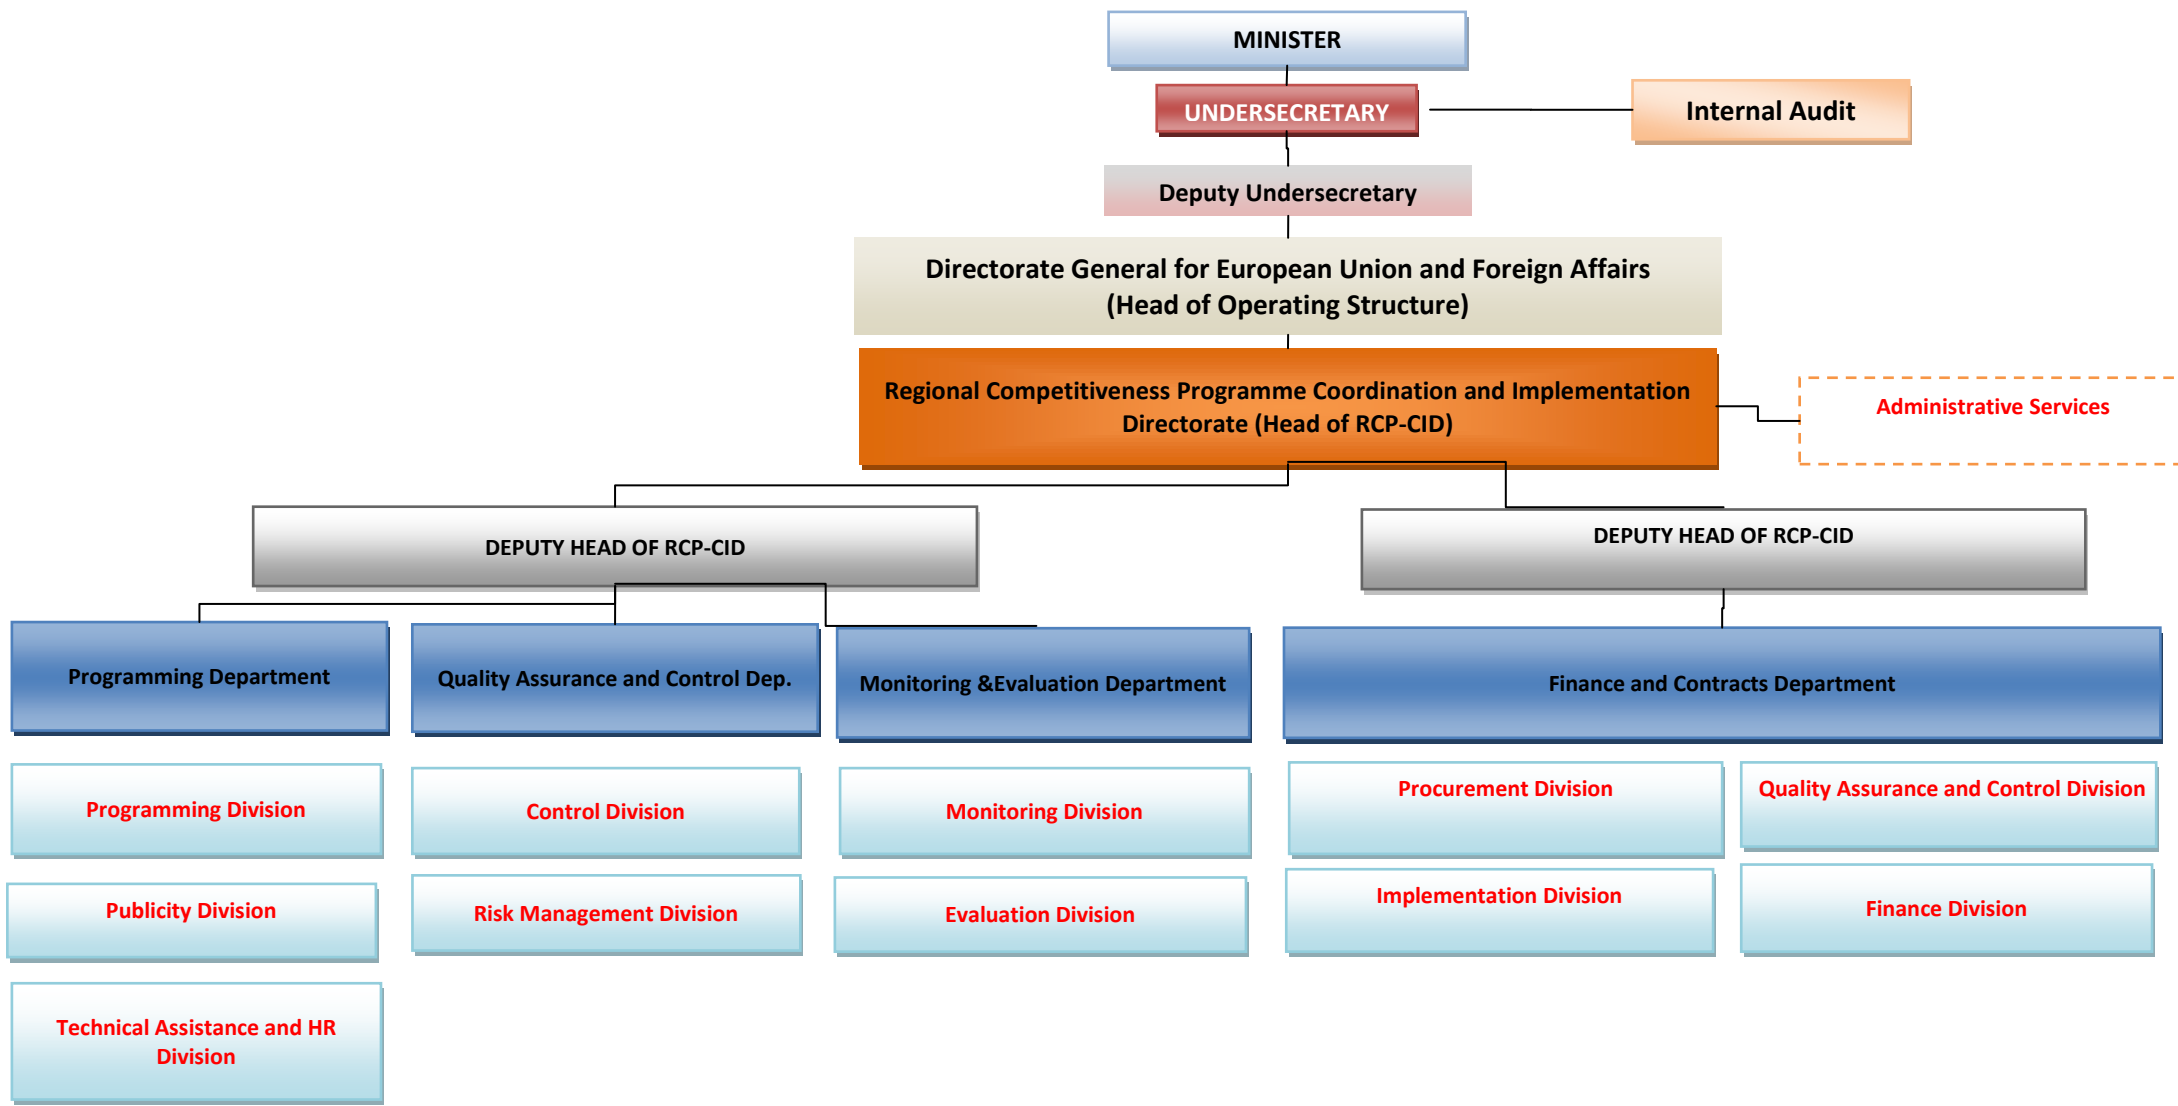 MINISTER
UNDERSECRETARY
Internal Audit
Deputy Undersecretary
Directorate General for European Union and Foreign Affairs
(Head of Operating Structure)
Regional Competitiveness Programme Coordination and Implementation
Directorate (Head of RCP-CID)
Administrative Services
DEPUTY HEAD OF RCP-CID
DEPUTY HEAD OF RCP-CID
Programming Department
Quality Assurance and Control Dep.
Monitoring &Evaluation Department
Finance and Contracts Department
Programming Division
Control Division
Monitoring Division
Procurement Division
Quality Assurance and Control Division
Publicity Division
Risk Management Division
Evaluation Division
Implementation Division
Finance Division
Technical Assistance and HR
Division